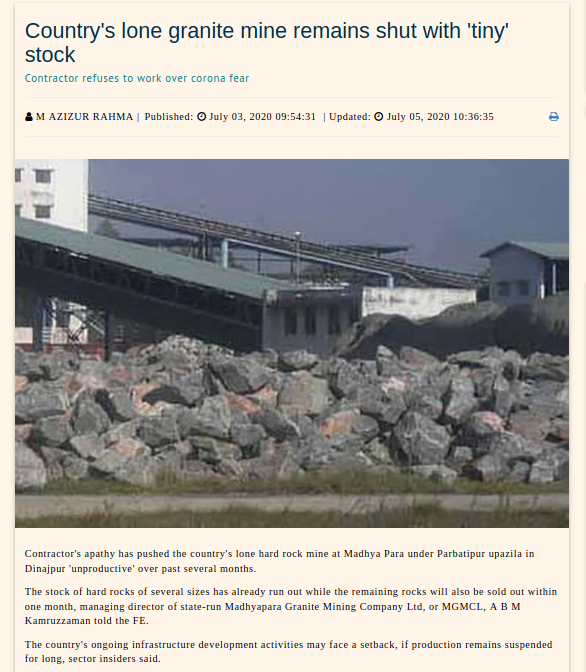 Country's lone granite mine remains shut with 'tiny'
stock
Contractor refuses to work over corona fear
M AZIZUR RAHMA | Published: July 03, 2020 09:54:31 | Updated: July 05, 2020 10:36:35
Contractor's apathy has pushed the country's lone hard rock mine at Madhya Para under Parbatipur upazila in
Dinajpur 'unproductive' over past several months.
The stock of hard rocks of several sizes has already run out while the remaining rocks will also be sold out within
one month, managing director of state-run Madhyapara Granite Mining Company Ltd, or MGMCL, A B M
Kamruzzaman told the FE.
The country's ongoing infrastructure development activities may face a setback, if production remains suspended
for long, sector insiders said.